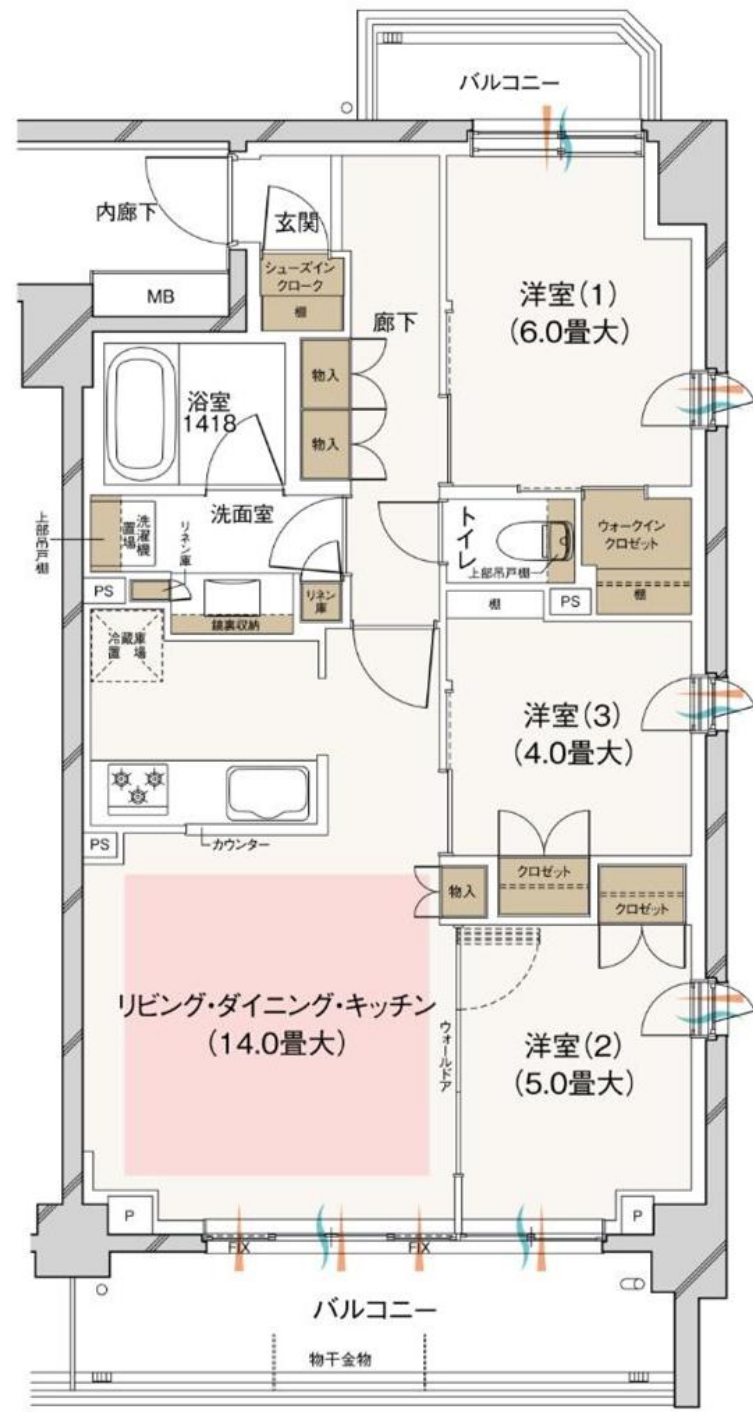 バルコニー
内廊下
玄関
MB
シューズイン
クローク
棚
廊下
洋室(1)
(6.0畳大)
物入
物入
浴室
1418
上部吊戸棚
洗濯機
置場
リネン庫
洗面室
トイレ
上部吊戸棚
ウォークイン
クロゼット
棚
PS
リネン
庫
鏡裏収納
棚
PS
冷蔵庫
置場
洋室(3)
(4.0畳大)
PS
カウンター
物入
クロゼット
クロゼット
リビング・ダイニング・キッチン
(14.0畳大)
ウォールドア
洋室(2)
(5.0畳大)
P
P
FIX
FIX
バルコニー
物干金物